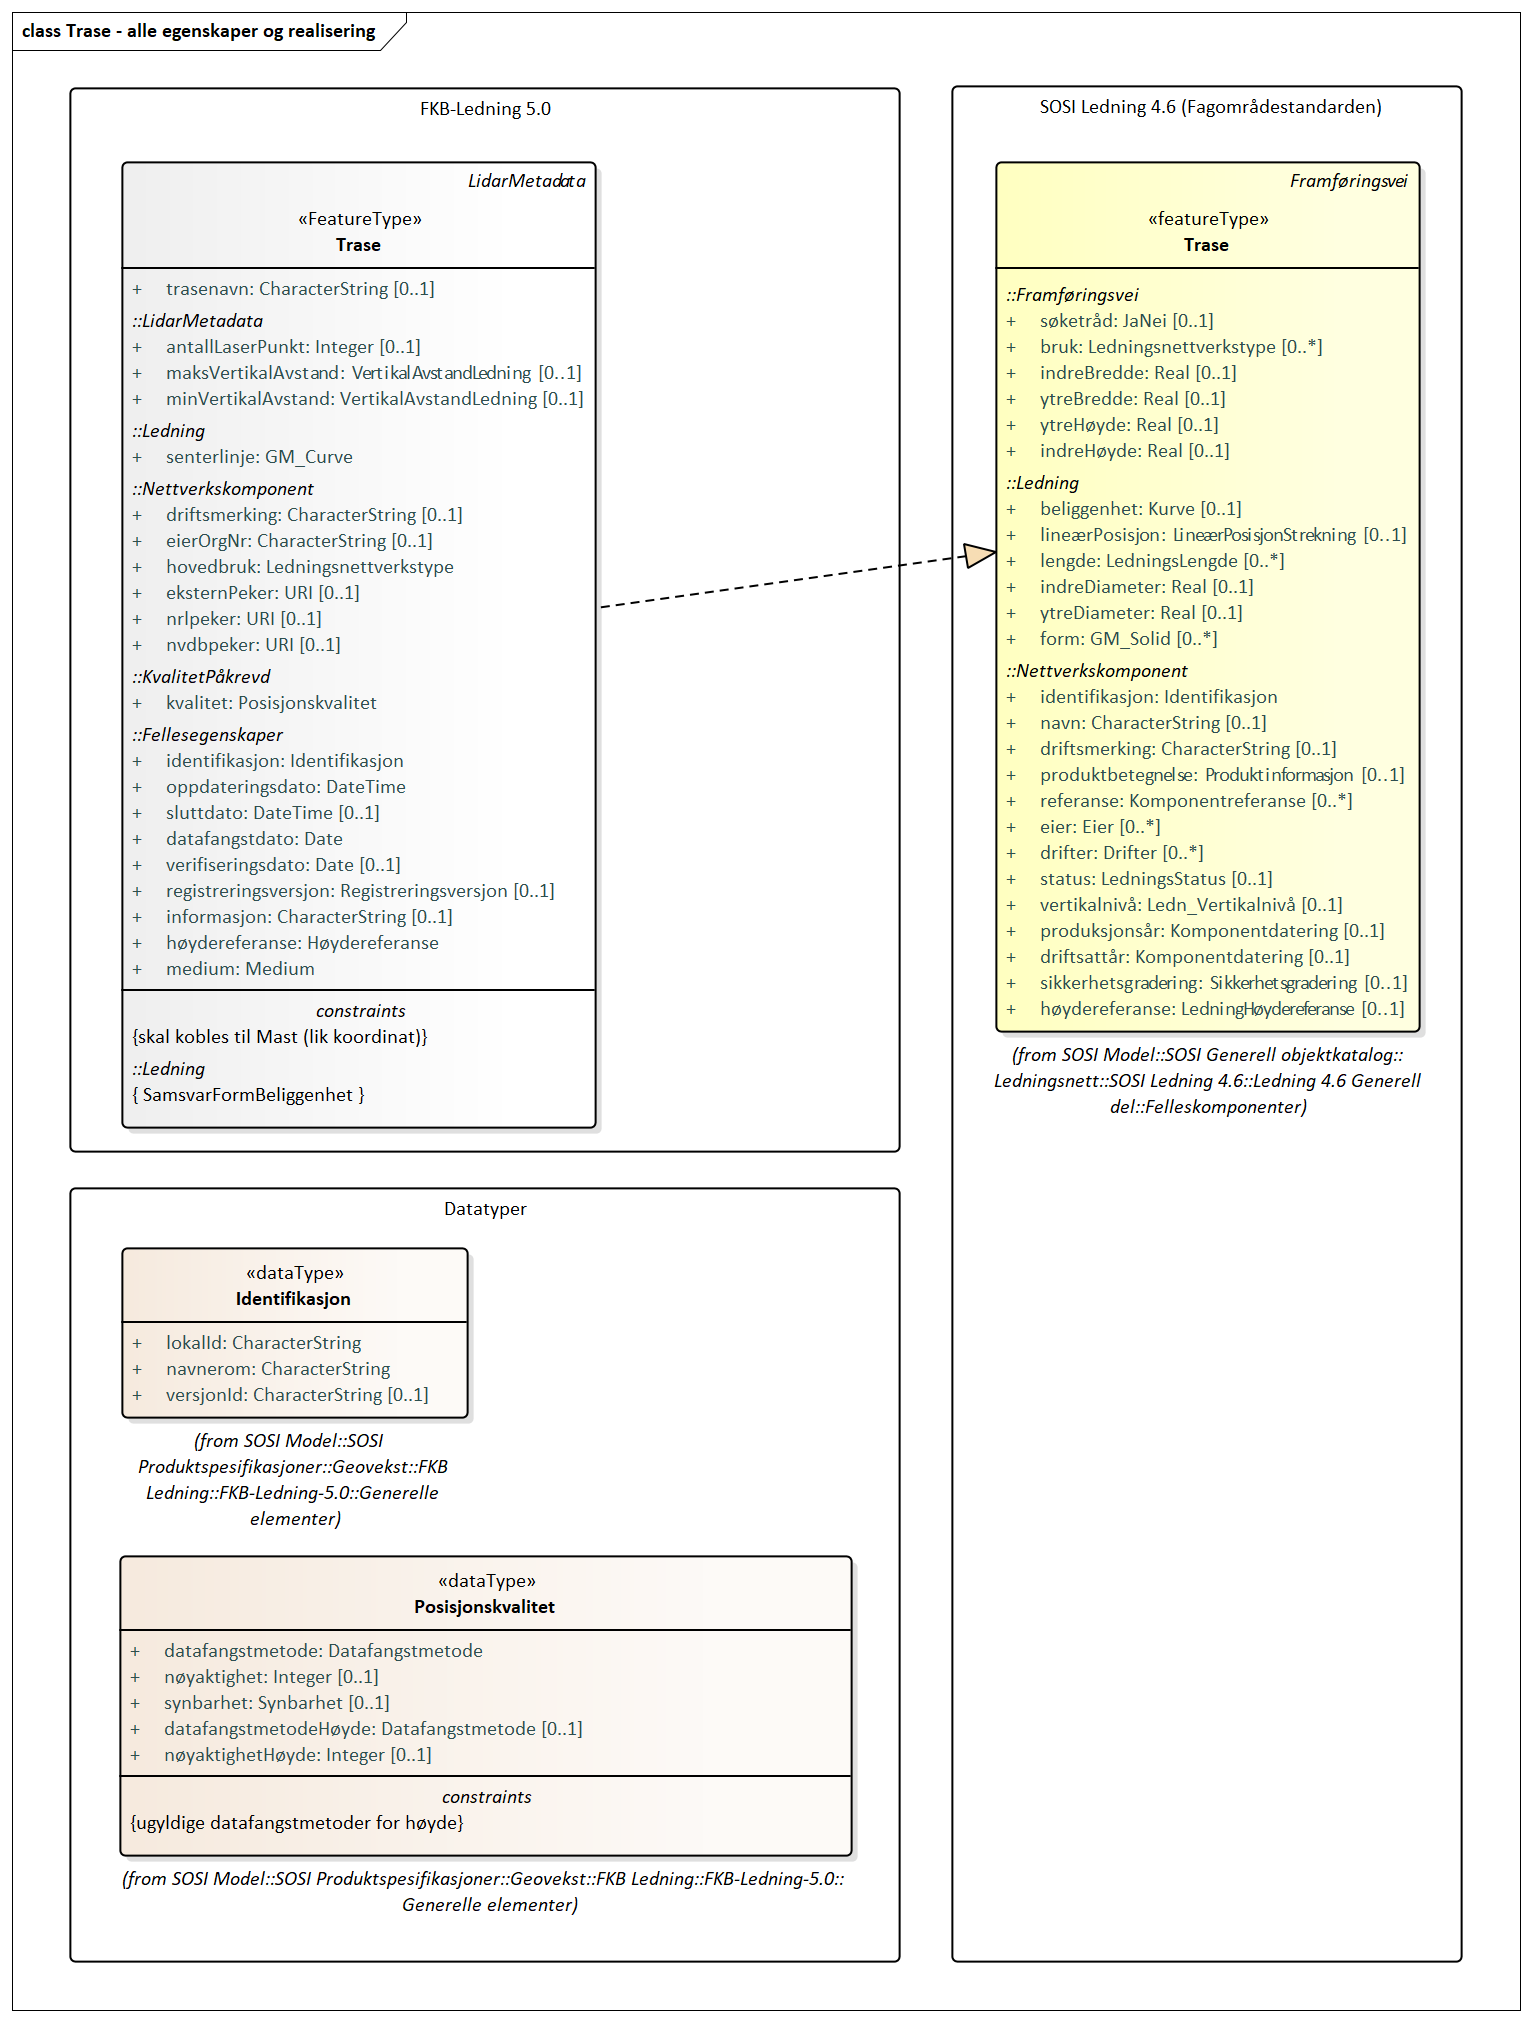 class Trase - alle egenskaper og realisering
FKB-Ledning 5.0
LidarMetadata
«FeatureType»
Trase
+ trasenavn: CharacterString [0..1]
::LidarMetadata
+ antallLaserPunkt: Integer [0..1]
+ maksVertikalAvstand: VertikalAvstandLedning [0..1]
+ minVertikalAvstand: VertikalAvstandLedning [0..1]
::Ledning
+ senterlinje: GM_Curve
::Nettverkskomponent
+ driftsmerking: CharacterString [0..1]
+ eierOrgNr: CharacterString [0..1]
+ hovedbruk: Ledningsnettverkstype
+ eksternPeker: URI [0..1]
+ nrlpeker: URI [0..1]
+ nvdbpeker: URI [0..1]
::KvalitetPåkrevd
+ kvalitet: Posisjonskvalitet
::Fellesegenskaper
+ identifikasjon: Identifikasjon
+ oppdateringsdato: DateTime
+ sluttdato: DateTime [0..1]
+ datafangstdato: Date
+ verifiseringsdato: Date [0..1]
+ registreringsversjon: Registreringsversjon [0..1]
+ informasjon: CharacterString [0..1]
+ høydereferanse: Høydereferanse
+ medium: Medium
constraints
{skal kobles til Mast (lik koordinat)}
::Ledning
{ SamsvarFormBeliggenhet }
SOSI Ledning 4.6 (Fagområdestandarden)
Framføringsvei
«featureType»
Trase
::Framføringsvei
+ søketråd: JaNei [0..1]
+ bruk: Ledningsnettverkstype [0..*]
+ indreBredde: Real [0..1]
+ ytreBredde: Real [0..1]
+ ytreHøyde: Real [0..1]
+ indreHøyde: Real [0..1]
::Ledning
+ beliggenhet: Kurve [0..1]
+ lineærPosisjon: LineærPosisjonStrekning [0..1]
+ lengde: LedningsLengde [0..*]
+ indreDiameter: Real [0..1]
+ ytreDiameter: Real [0..1]
+ form: GM_Solid [0..*]
::Nettverkskomponent
+ identifikasjon: Identifikasjon
+ navn: CharacterString [0..1]
+ driftsmerking: CharacterString [0..1]
+ produktbetegnelse: Produktinformasjon [0..1]
+ referanse: Komponentreferanse [0..*]
+ eier: Eier [0..*]
+ drifter: Drifter [0..*]
+ status: LedningsStatus [0..1]
+ vertikalnivå: Ledn_Vertikalnivå [0..1]
+ produksjonsår: Komponentdatering [0..1]
+ driftsattår: Komponentdatering [0..1]
+ sikkerhetsgradering: Sikkerhetsgradering [0..1]
+ høydereferanse: LedningHøydereferanse [0..1]
(from SOSI Model::SOSI Generell objektkatalog::
Ledningsnett::SOSI Ledning 4.6::Ledning 4.6 Generell
del::Felleskomponenter)
Datatyper
«dataType»
Identifikasjon
+ lokalId: CharacterString
+ navnerom: CharacterString
+ versjonId: CharacterString [0..1]
(from SOSI Model::SOSI
Produktspesifikasjoner::Geovekst::FKB
Ledning::FKB-Ledning-5.0::Generelle
elementer)
«dataType»
Posisjonskvalitet
+ datafangstmetode: Datafangstmetode
+ nøyaktighet: Integer [0..1]
+ synbarhet: Synbarhet [0..1]
+ datafangstmetodeHøyde: Datafangstmetode [0..1]
+ nøyaktighetHøyde: Integer [0..1]
constraints
{ugyldige datafangstmetoder for høyde}
(from SOSI Model::SOSI Produktspesifikasjoner::Geovekst::FKB Ledning::FKB-Ledning-5.0::
Generelle elementer)